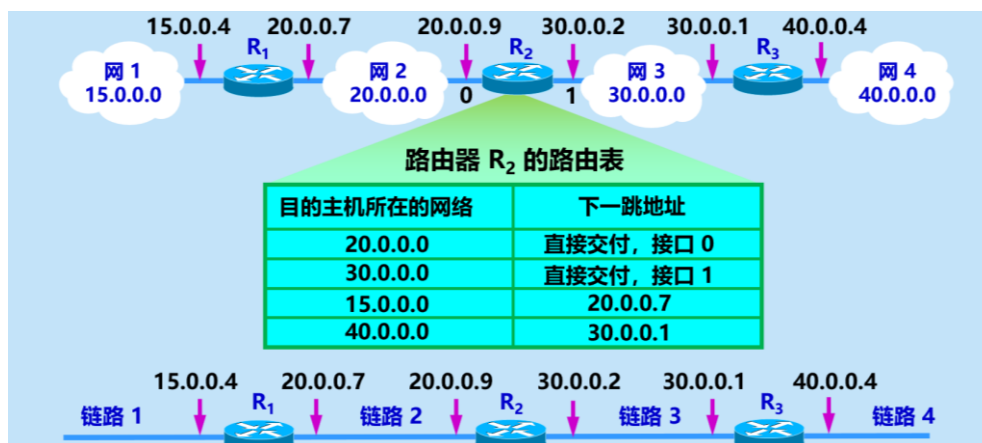 15.0.0.4 20.0.0.7 20.0.0.9 30.0.0.2 30.0.0.1 40.0.0.4
R1 R2 R3
网 1 网 2 网 3 网 4
15.0.0.0 20.0.0.0 0 1 30.0.0.0 40.0.0.0
路由器 R2 的路由表
目的主机所在的网络 下一跳地址
20.0.0.0 直接交付，接口 0
30.0.0.0 直接交付，接口 1
15.0.0.0 20.0.0.7
40.0.0.0 30.0.0.1
15.0.0.4 20.0.0.7 20.0.0.9 30.0.0.2 30.0.0.1 40.0.0.4
链路 1 R1 链路 2 R2 链路 3 R3 链路 4